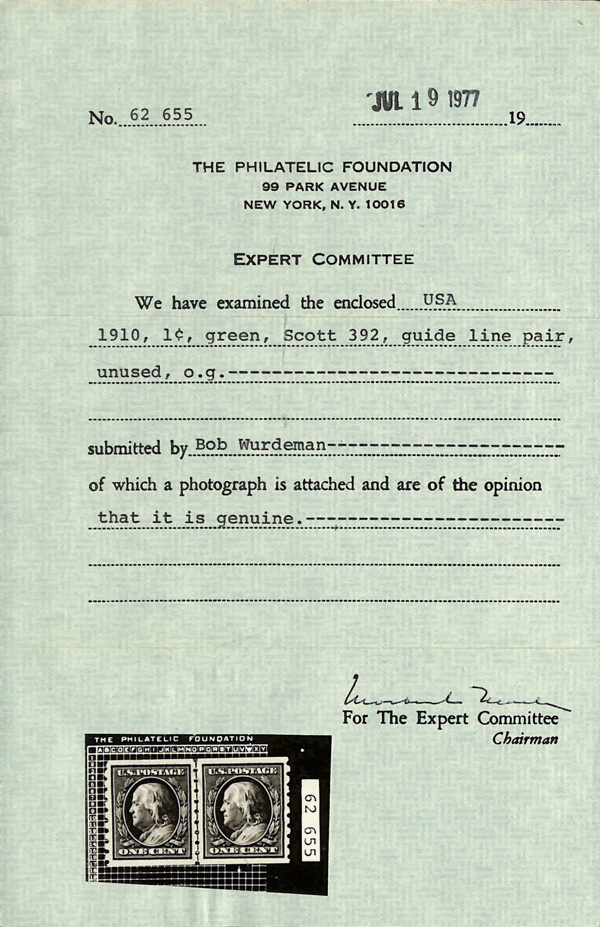 No. 62 655
JUL 19 1977
19
THE PHILATELIC FOUNDATION
99 PARK AVENUE
NEW YORK, N. Y. 10016
EXPERT COMMITTEE
We have examined the enclosed USA
1910, 1¢, green, Scott 392, guide line pair,
unused, o.g.
submitted by Bob Wurdeman
of which a photograph is attached and are of the opinion
that it is genuine.
For The Expert Committee
Chairman
THE PHILATELIC FOUNDATION
ABCDEFGHIJKLMNOPQRSTUVWXY
U.S. POSTAGE U.S. POSTAGE
ONE CENT ONE CENT
62 655